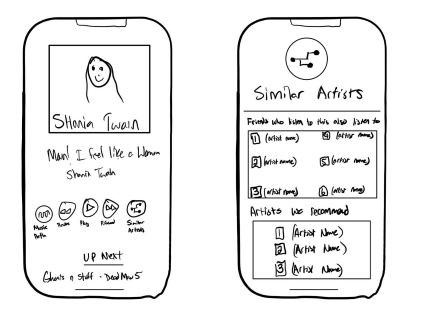 Shania Twain
Man! I feel like a Woman
Shania Twain
Music Path
Play
Similar Artists
UP Next
Ghosts n Stuff - DeadMau5
Similar Artists
Friends who listen to this also listen to
1 (artist name) 4 (artist name)
2 (artist name) 5 (artist name)
3 (artist name) 6 (artist name)
Artists we recommend
1 (Artist Name)
2 (Artist Name)
3 (Artist Name)